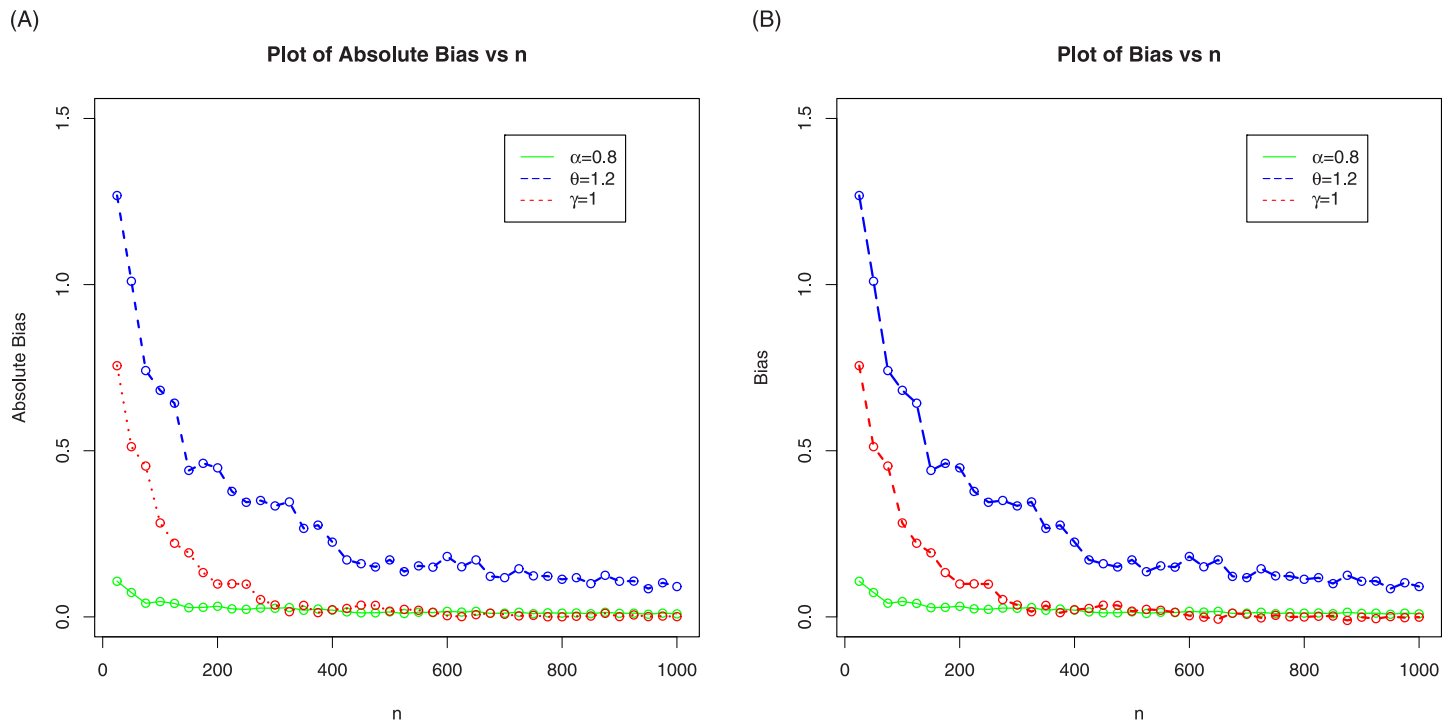 (A)
Plot of Absolute Bias vs n
Absolute Bias
1.5
1.0
0.5
0.0
α=0.8
θ=1.2
γ=1
0 200 400 600 800 1000
n
(B)
Plot of Bias vs n
Bias
1.5
1.0
0.5
0.0
α=0.8
θ=1.2
γ=1
0 200 400 600 800 1000
n